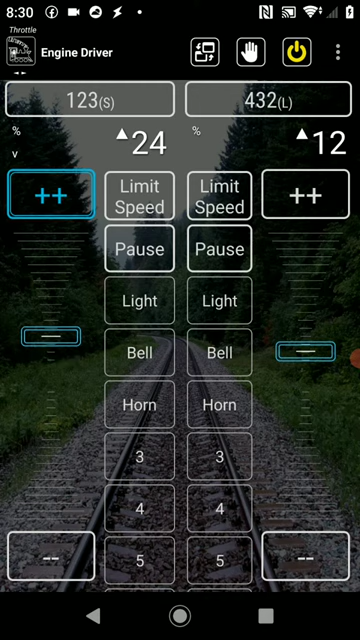 8:30
Throttle
Engine Driver
123(S) 432(L)
% ▲24 % ▲12
v
++ Limit Speed Limit Speed ++
Pause Pause
Light Light
Bell Bell
Horn Horn
3 3
4 4
-- 5 5 --